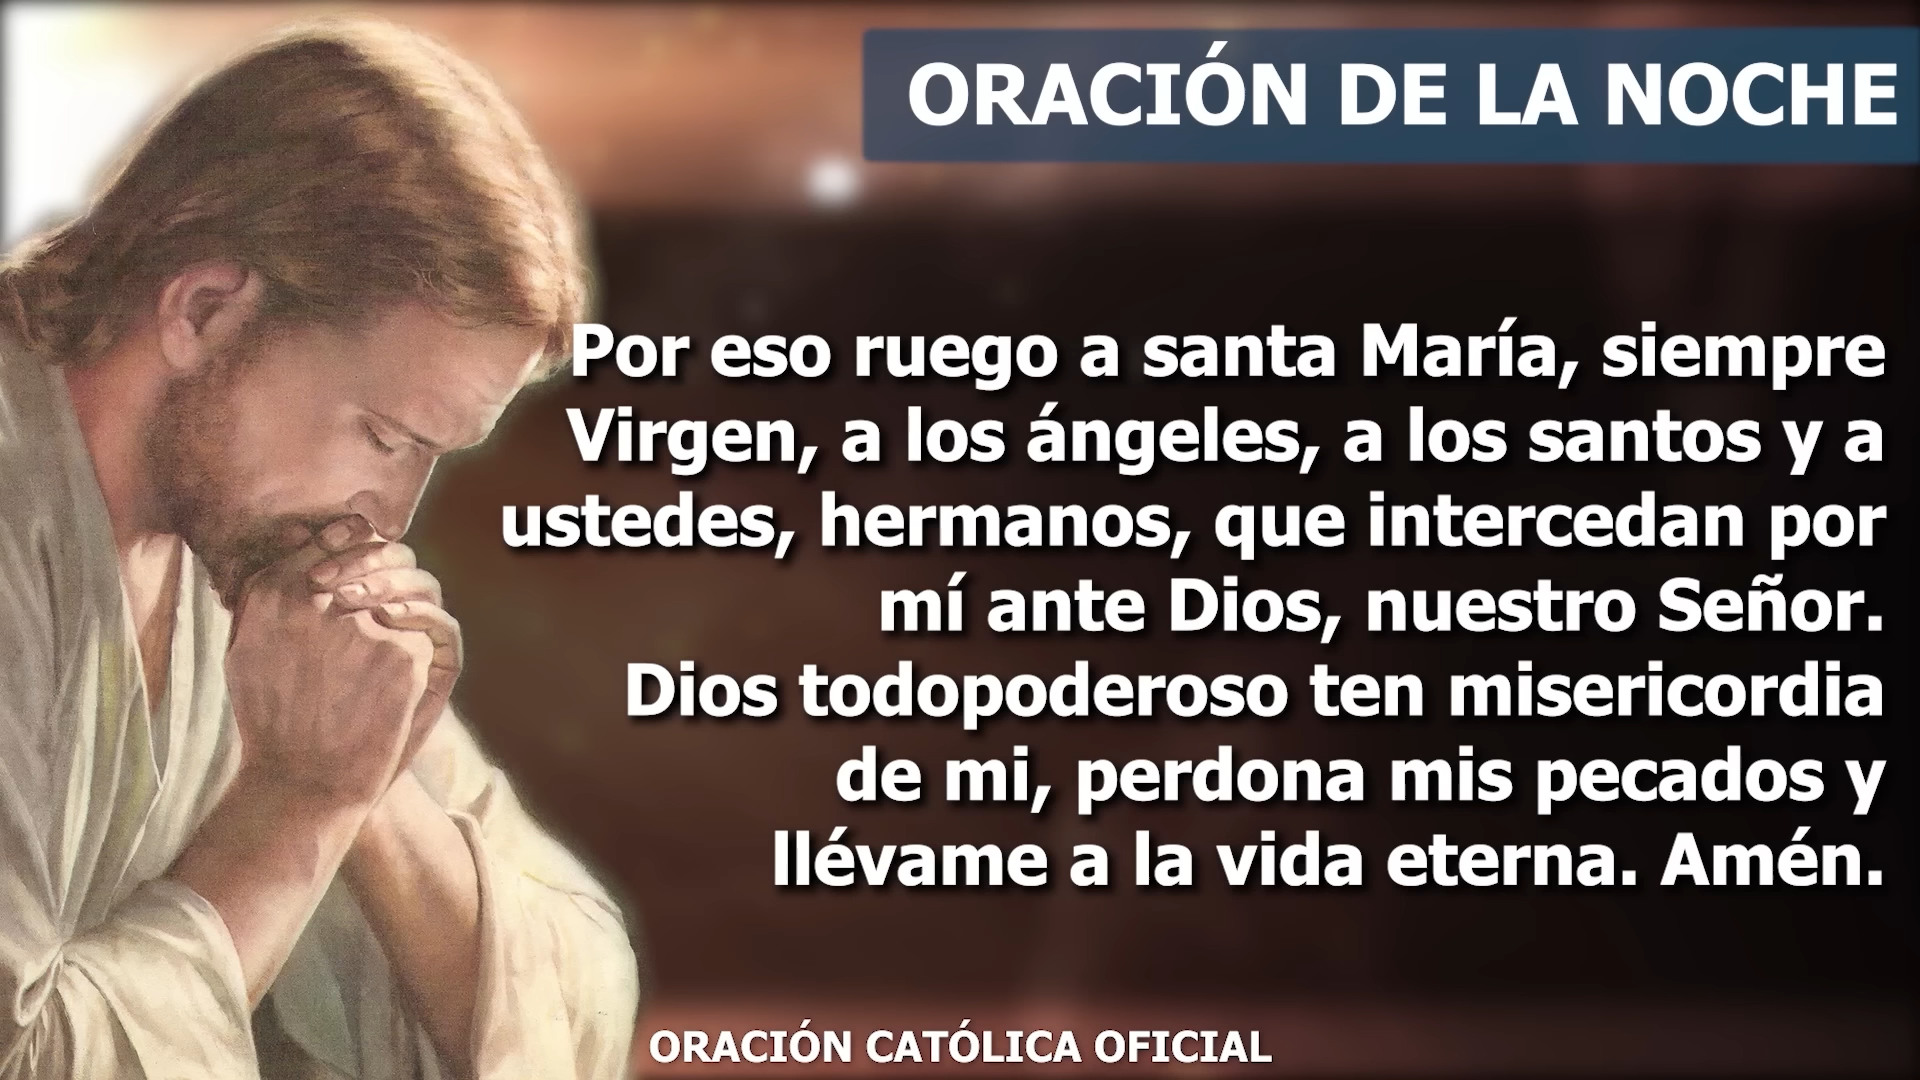 ORACIÓN DE LA NOCHE
Por eso ruego a santa María, siempre
Virgen, a los ángeles, a los santos y a
ustedes, hermanos, que intercedan por
mí ante Dios, nuestro Señor.
Dios todopoderoso ten misericordia
de mi, perdona mis pecados y
llévame a la vida eterna. Amén.
ORACIÓN CATÓLICA OFICIAL